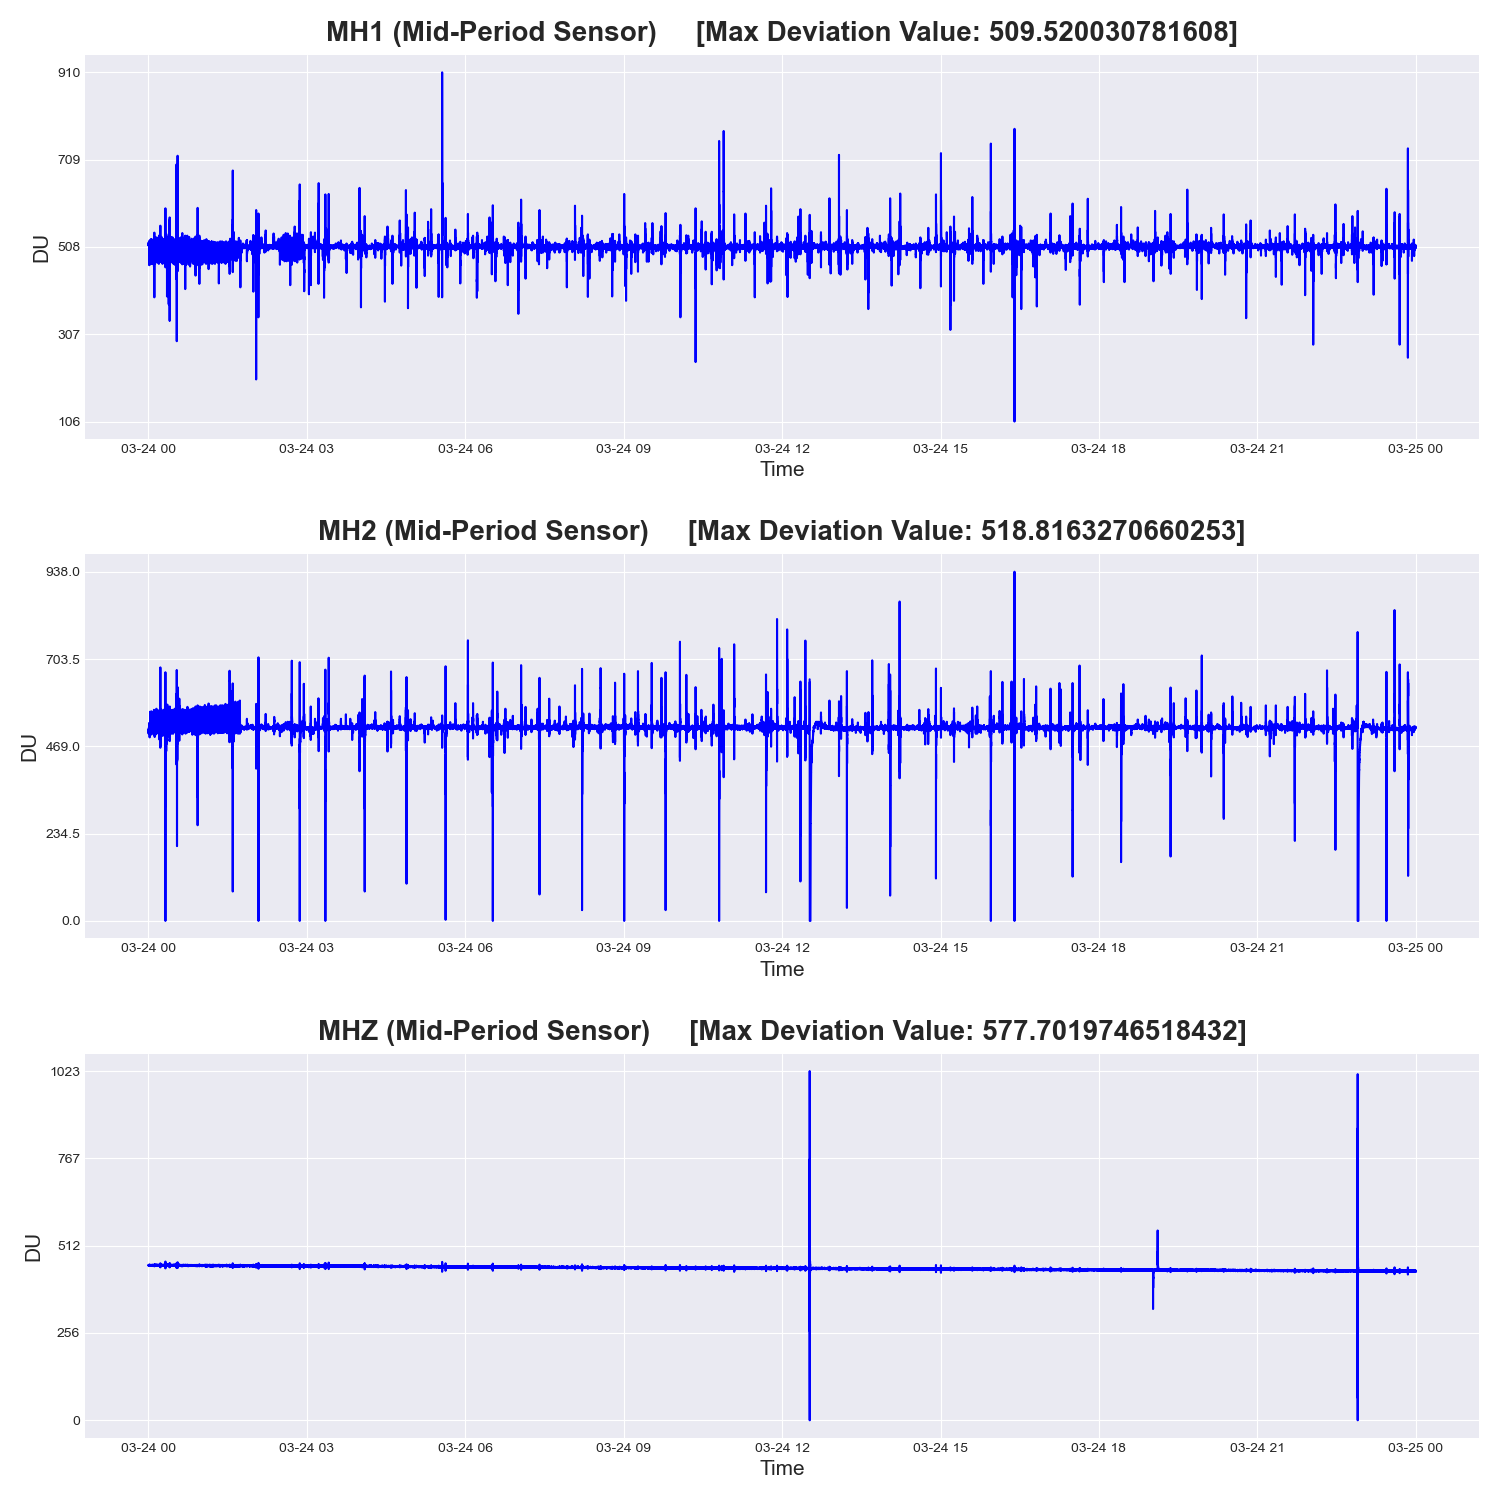 MH1 (Mid-Period Sensor) [Max Deviation Value: 509.520030781608]
910
709
508
307
106
DU
03-24 00 03-24 03 03-24 06 03-24 09 03-24 12 03-24 15 03-24 18 03-24 21 03-25 00
Time
MH2 (Mid-Period Sensor) [Max Deviation Value: 518.8163270660253]
938.0
703.5
469.0
234.5
0.0
DU
03-24 00 03-24 03 03-24 06 03-24 09 03-24 12 03-24 15 03-24 18 03-24 21 03-25 00
Time
MHZ (Mid-Period Sensor) [Max Deviation Value: 577.7019746518432]
1023
767
512
256
0
DU
03-24 00 03-24 03 03-24 06 03-24 09 03-24 12 03-24 15 03-24 18 03-24 21 03-25 00
Time